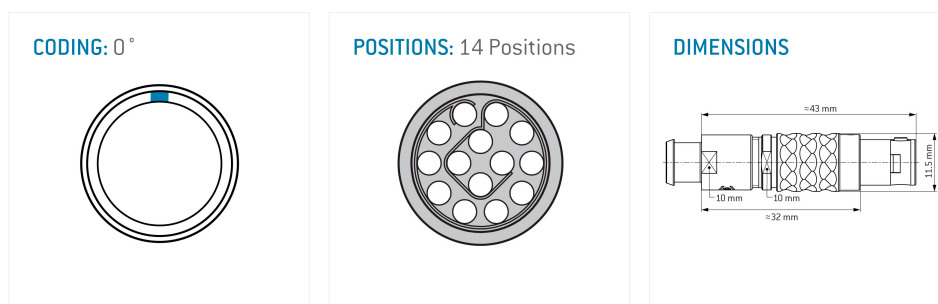 CODING: 0°
POSITIONS: 14 Positions
DIMENSIONS
≈43 mm
11.5 mm
10 mm
10 mm
≈32 mm